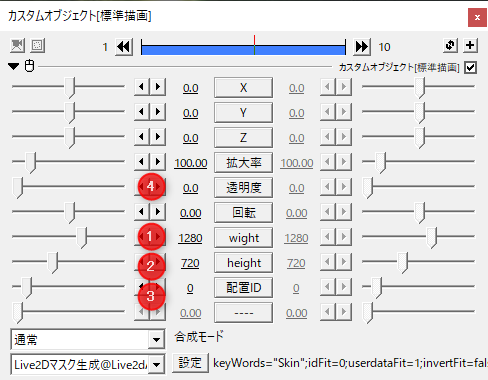 カスタムオブジェクト[標準描画]
1 10
カスタムオブジェクト[標準描画]
0.0 X 0.0
0.0 Y 0.0
0.0 Z 0.0
100.00 拡大率 100.00
4 0.0 透明度 0.0
0.00 回転 0.00
1 1280 wight 1280
2 720 height 720
3 0 配置ID 0
0.00 ---- 0.00
通常 合成モード
Live2Dマスク生成@Live2d 設定 keyWords="Skin";idFit=0;userdataFit=1;invertFit=fal